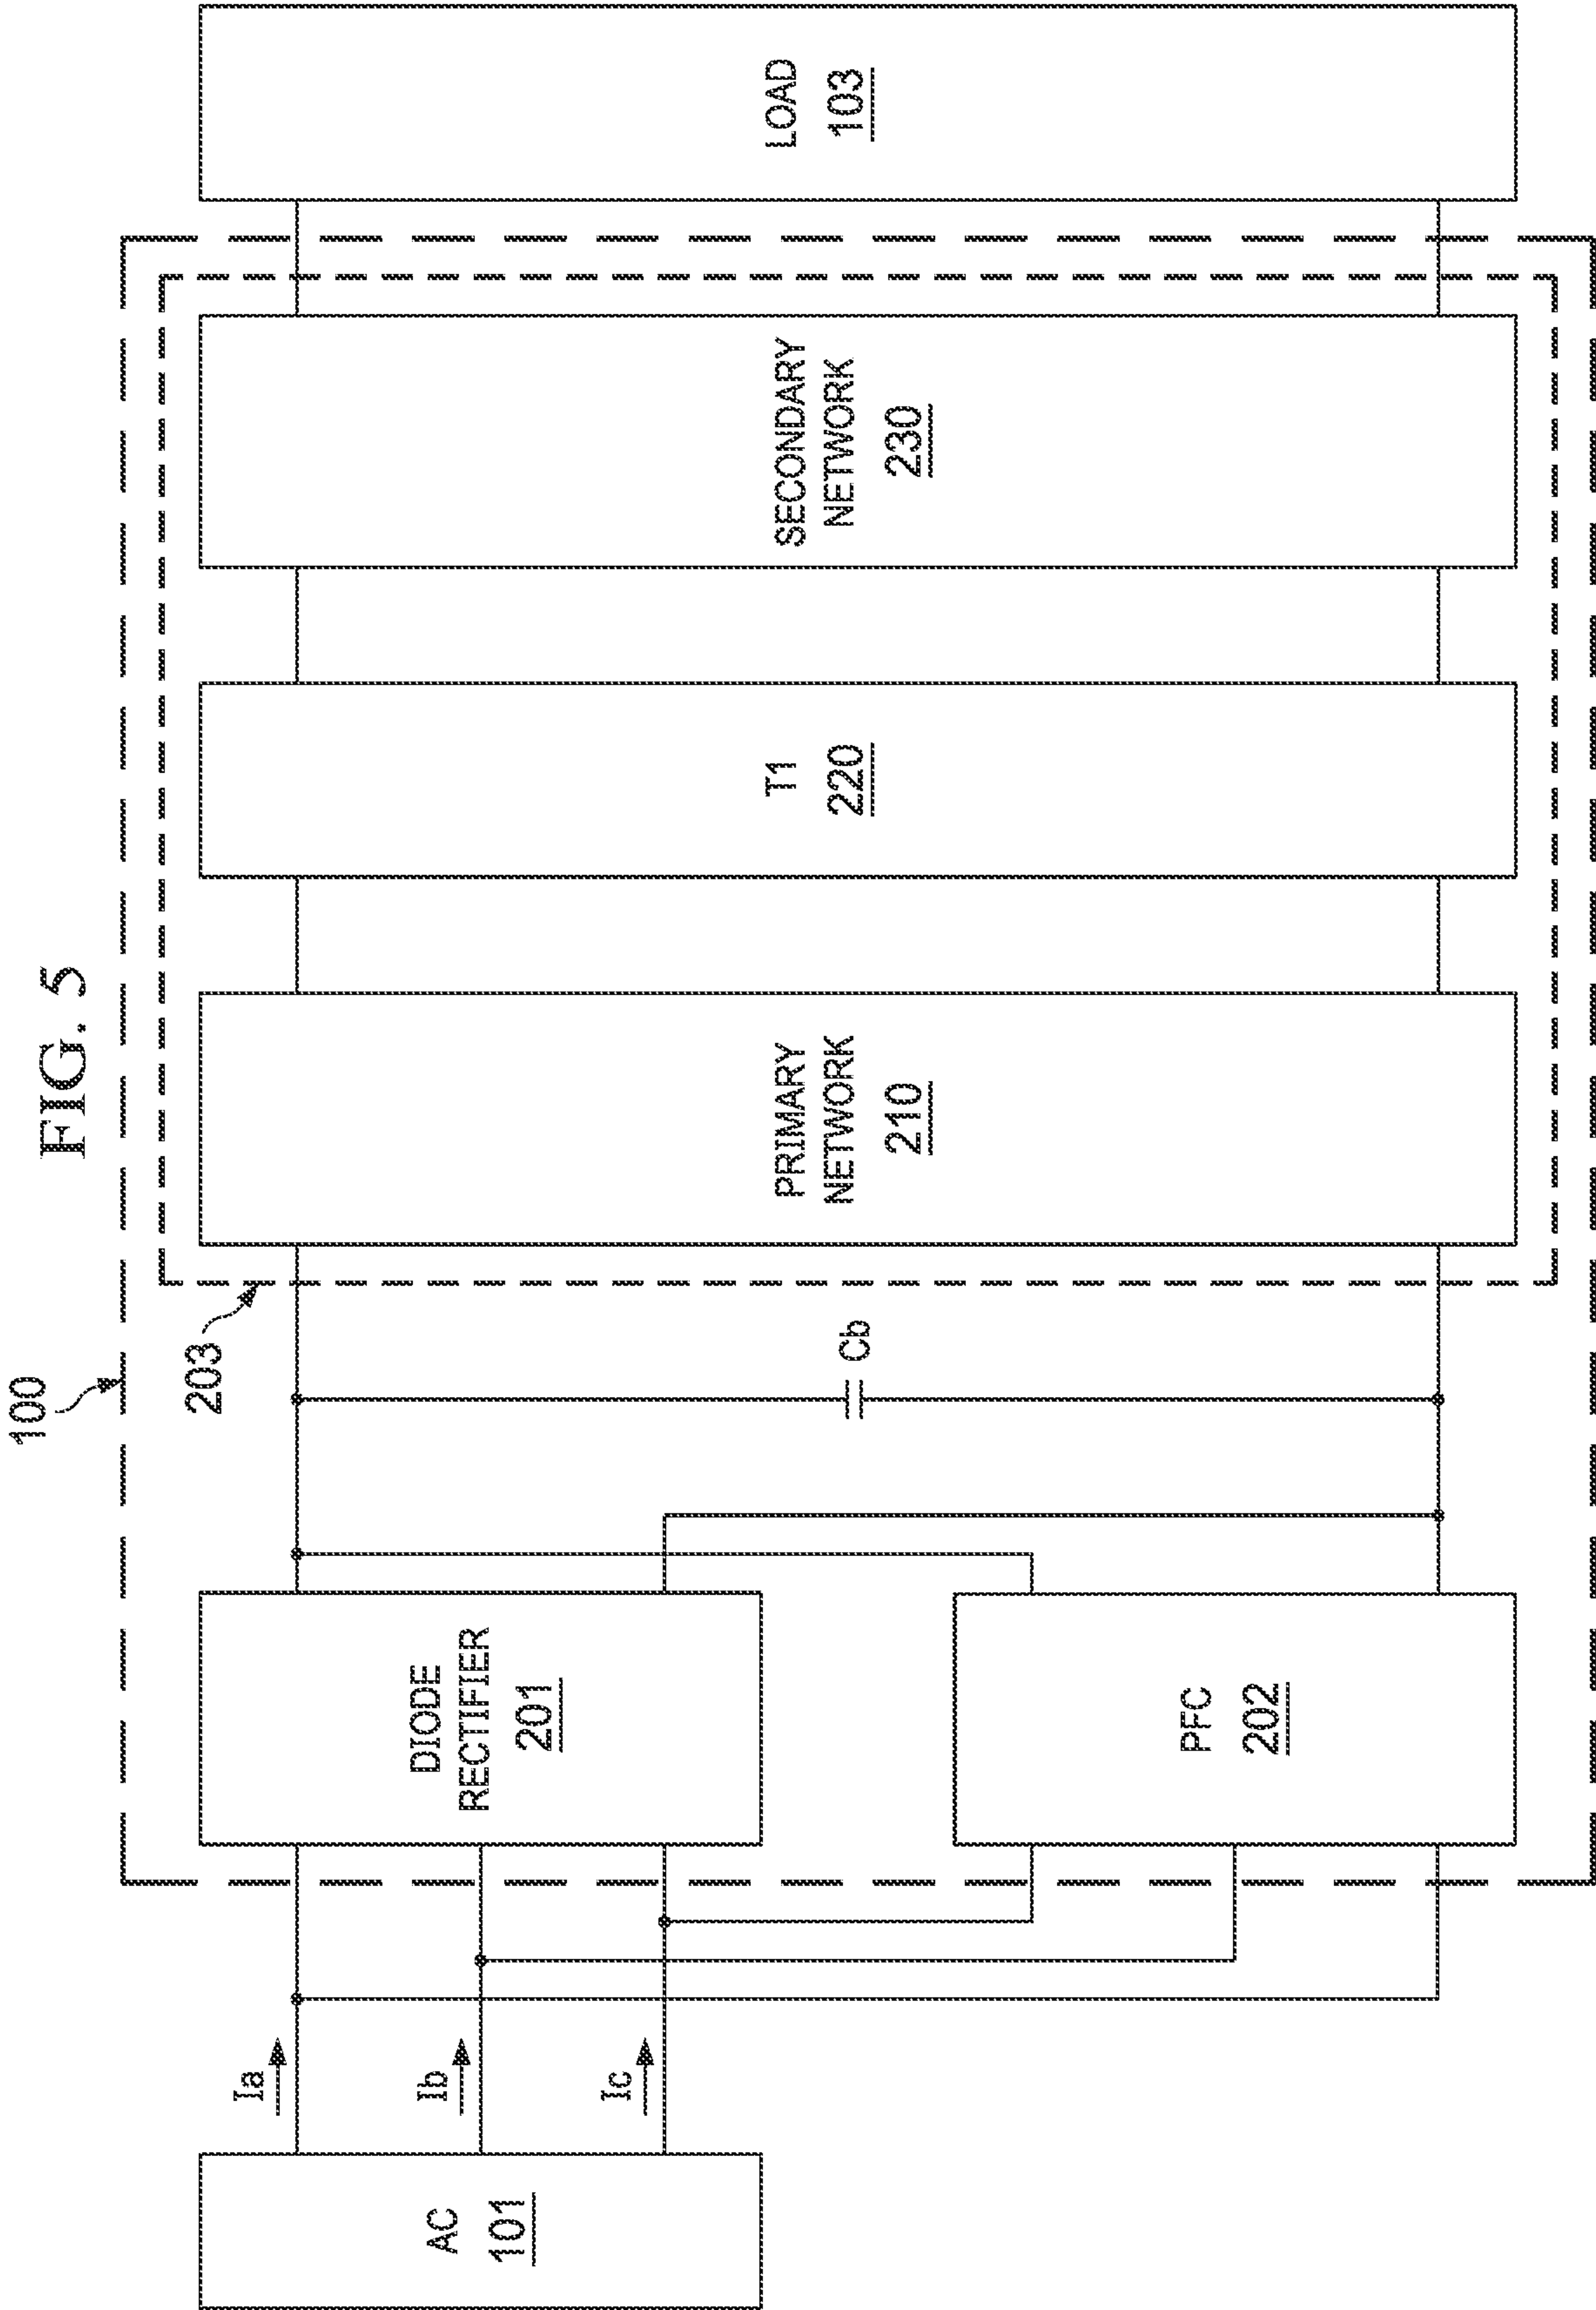 FIG. 5
100
203
AC
101
Ia
Ib
Ic
DIODE
RECTIFIER
201
PFC
202
Cb
PRIMARY
NETWORK
210
T1
220
SECONDARY
NETWORK
230
LOAD
103